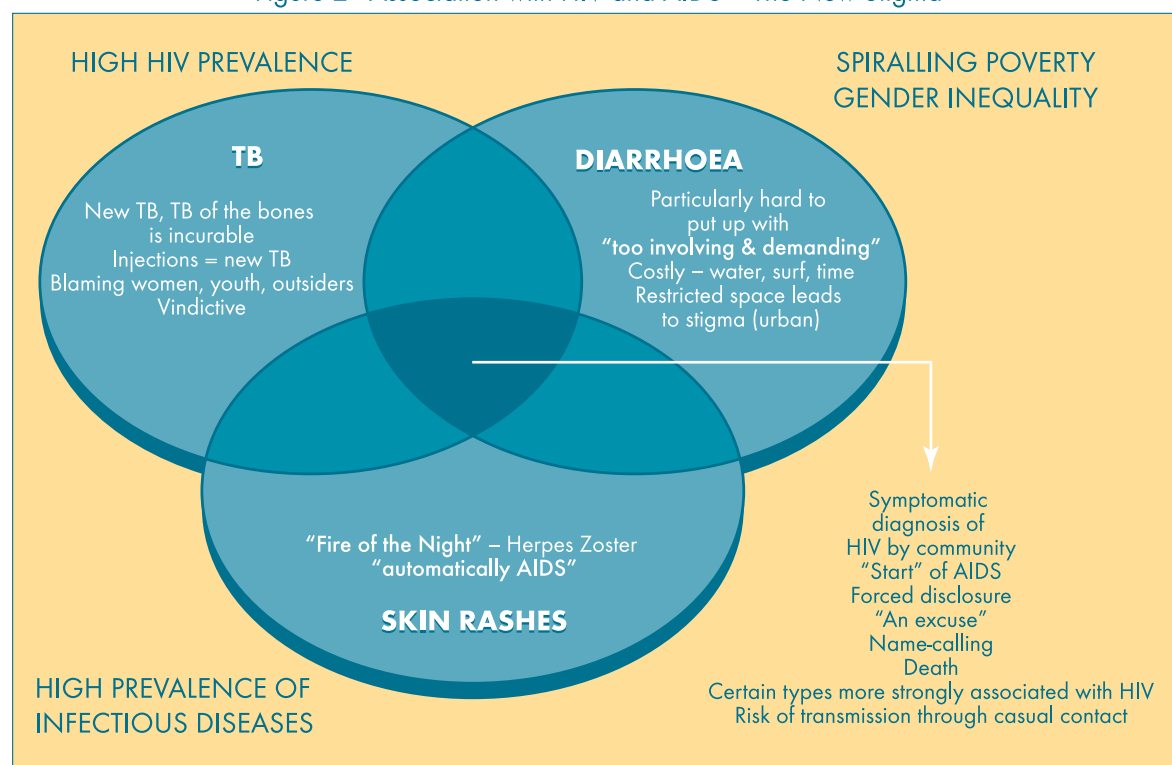 HIGH HIV PREVALENCE
SPIRALLING POVERTY
GENDER INEQUALITY
TB
New TB, TB of the bones
is incurable
Injections = new TB
Blaming women, youth, outsiders
Vindictive
DIARRHOEA
Particularly hard to
put up with
“too involving & demanding”
Costly – water, surf, time
Restricted space leads
to stigma (urban)
“Fire of the Night” – Herpes Zoster
“automatically AIDS”
SKIN RASHES
HIGH PREVALENCE OF
INFECTIOUS DISEASES
Symptomatic
diagnosis of
HIV by community
“Start” of AIDS
Forced disclosure
“An excuse”
Name-calling
Death
Certain types more strongly associated with HIV
Risk of transmission through casual contact